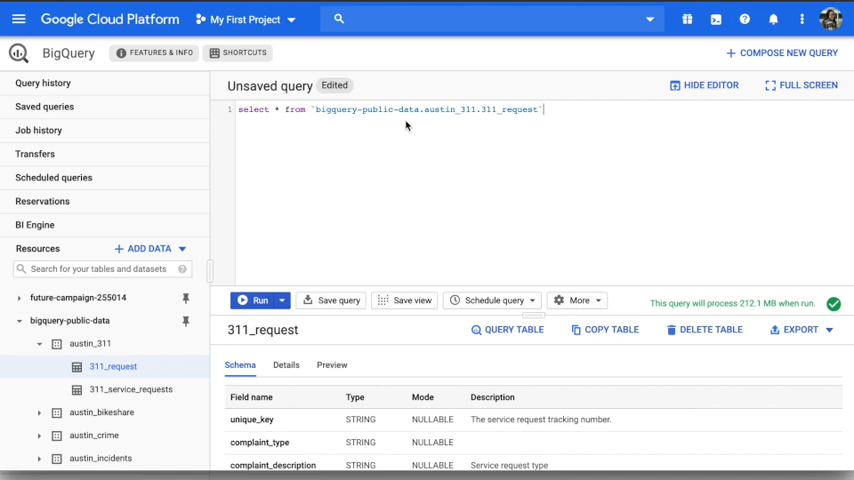 Google Cloud Platform My First Project
BigQuery FEATURES & INFO SHORTCUTS + COMPOSE NEW QUERY
Query history
Saved queries
Job history
Transfers
Scheduled queries
Reservations
BI Engine
Resources + ADD DATA
Search for your tables and datasets
future-campaign-255014
bigquery-public-data
austin_311
311_request
311_service_requests
austin_bikeshare
austin_crime
austin_incidents
Unsaved query Edited HIDE EDITOR FULL SCREEN
1 select * from `bigquery-public-data.austin_311.311_request`
Run Save query Save view Schedule query More This query will process 212.1 MB when run.
311_request QUERY TABLE COPY TABLE DELETE TABLE EXPORT
Schema Details Preview
Field name Type Mode Description
unique_key STRING NULLABLE The service request tracking number.
complaint_type STRING NULLABLE
complaint_description STRING NULLABLE Service request type